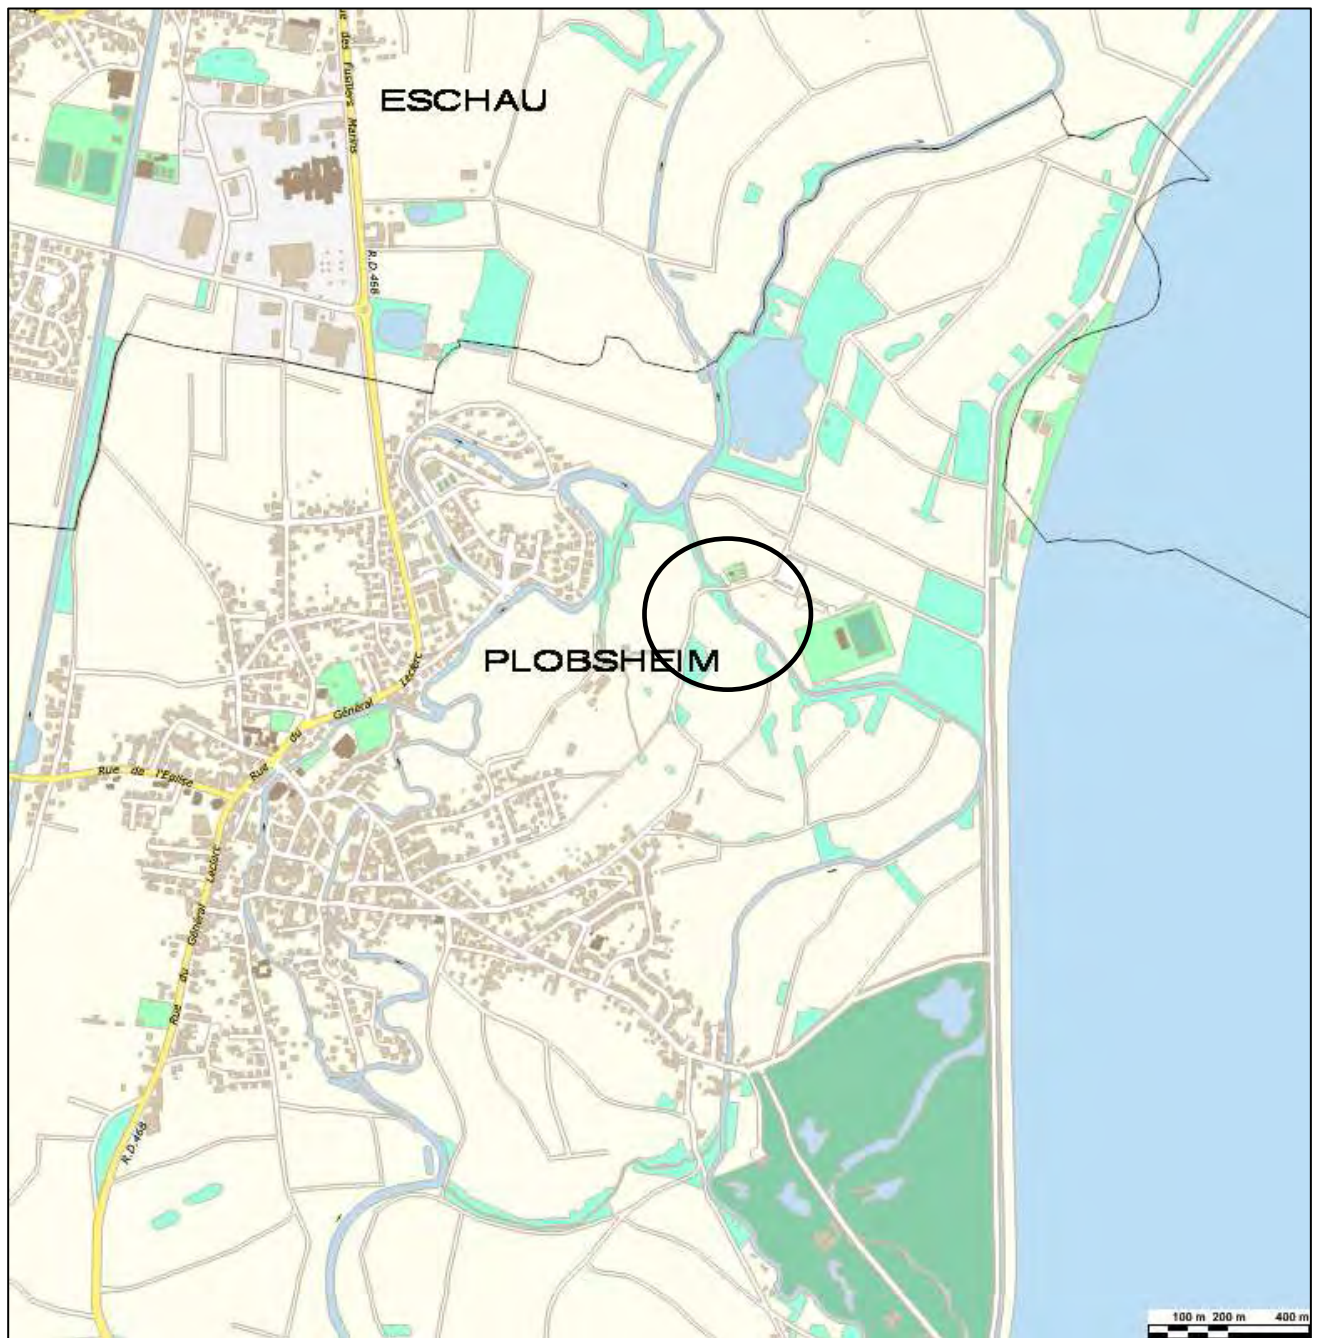 ue des Fusiliers Marins
ESCHAU
R.D.468
PLOBSHEIM
Rue du Général Leclerc
Rue de l'Eglise
Rue du Général Leclerc
R.D.468
100 m 200 m 400 m